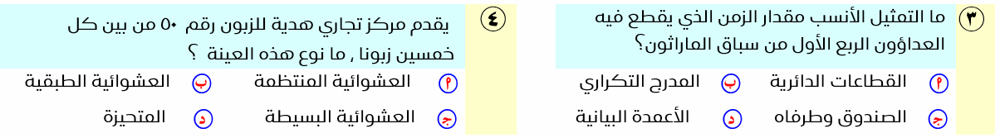 ٣ ما التمثيل الأنسب مقدار الزمن الذي يقطع فيه
العداؤون الربع الأول من سباق الماراثون؟
م القطاعات الدائرية ب المدرج التكراري
ج الصندوق وطرفاه د الأعمدة البيانية
٤ يقدم مركز تجاري هدية للزبون رقم ٥٠ من بين كل
خمسين زبونا , ما نوع هذه العينة ؟
م العشوائية المنتظمة ب العشوائية الطبقية
ج العشوائية البسيطة د المتحيزة